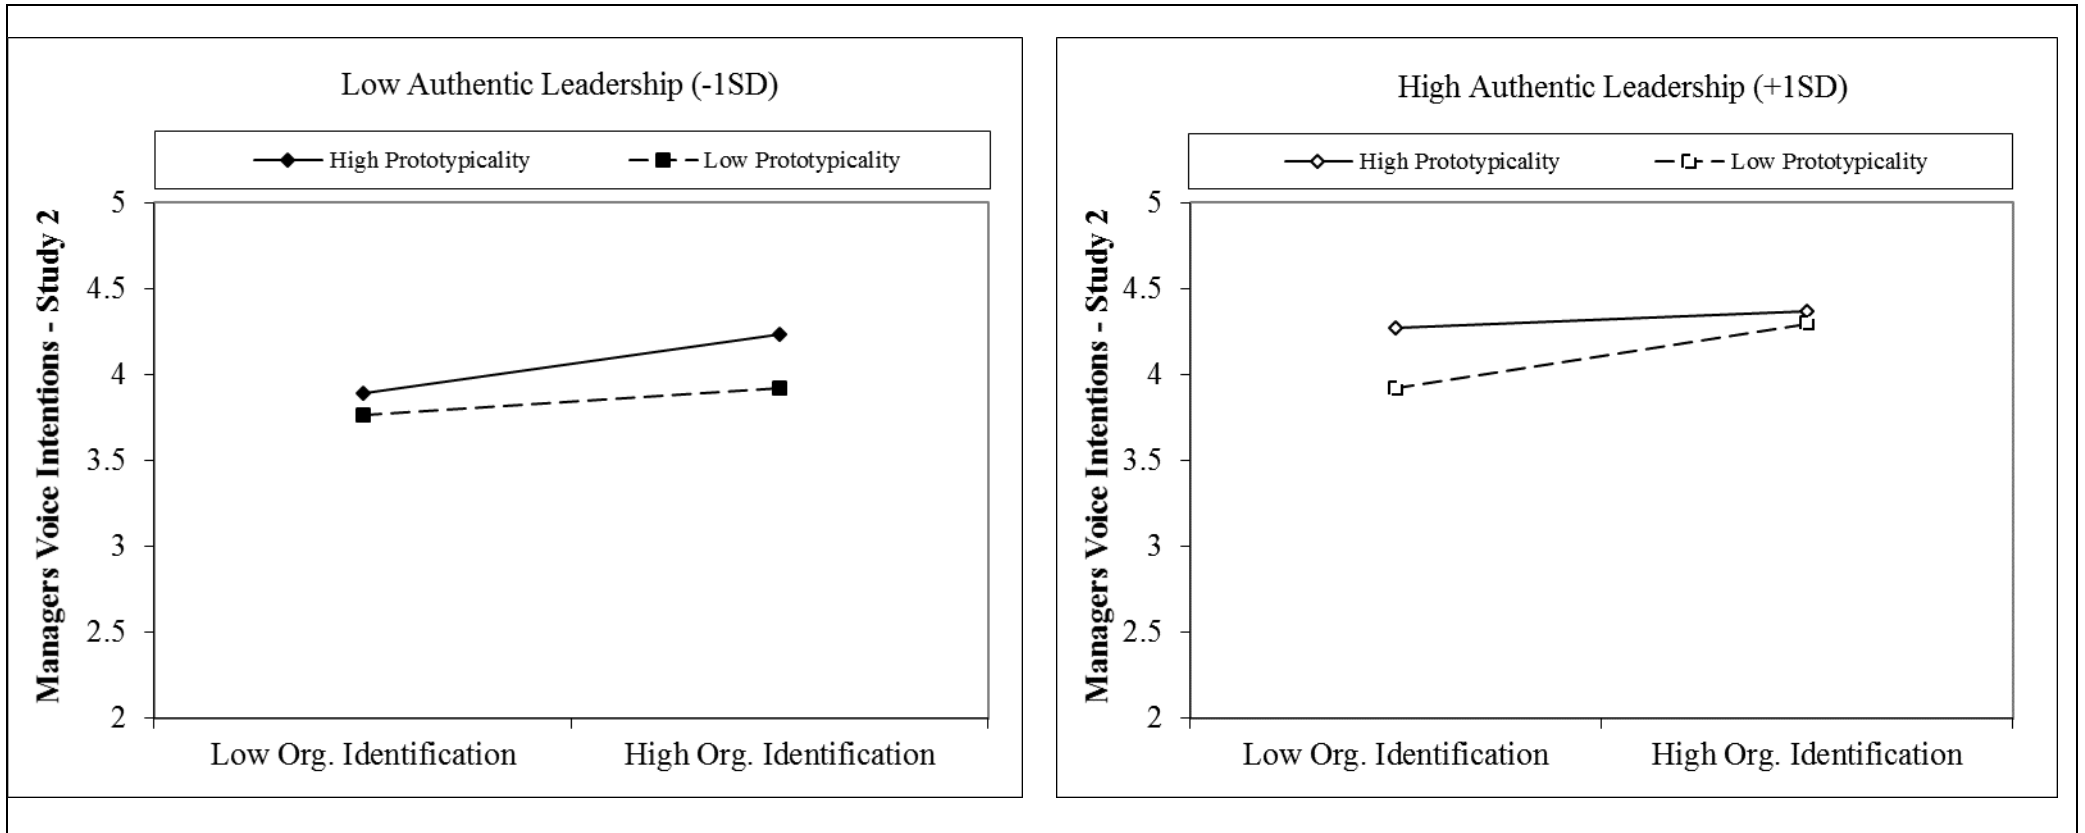 Low Authentic Leadership (-1SD)
High Prototypicality
Low Prototypicality
Managers Voice Intentions - Study 2
5
4.5
4
3.5
3
2.5
2
Low Org. Identification
High Org. Identification
High Authentic Leadership (+1SD)
High Prototypicality
Low Prototypicality
Managers Voice Intentions - Study 2
5
4.5
4
3.5
3
2.5
2
Low Org. Identification
High Org. Identification